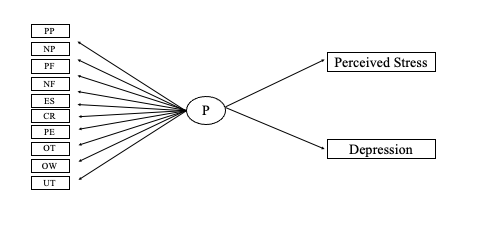 PP
NP
PF
NF
ES
CR
PE
OT
OW
UT
P
Perceived Stress
Depression